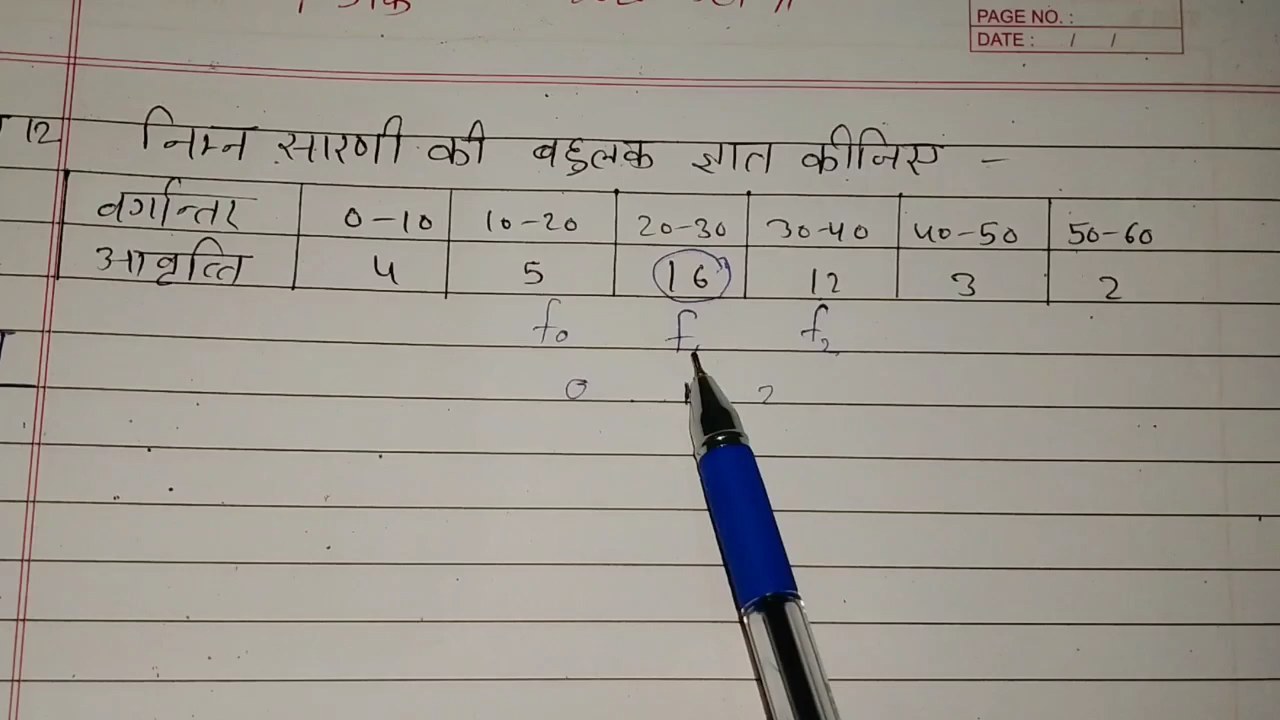 PAGE NO. :
DATE : / /
12 निम्न सारणी की बहुलक ज्ञात कीजिए –
वर्गान्तर 0-10 10-20 20-30 30-40 40-50 50-60
आवृत्ति 4 5 16 12 3 2
f₀ f₁ f₂
0 1 2